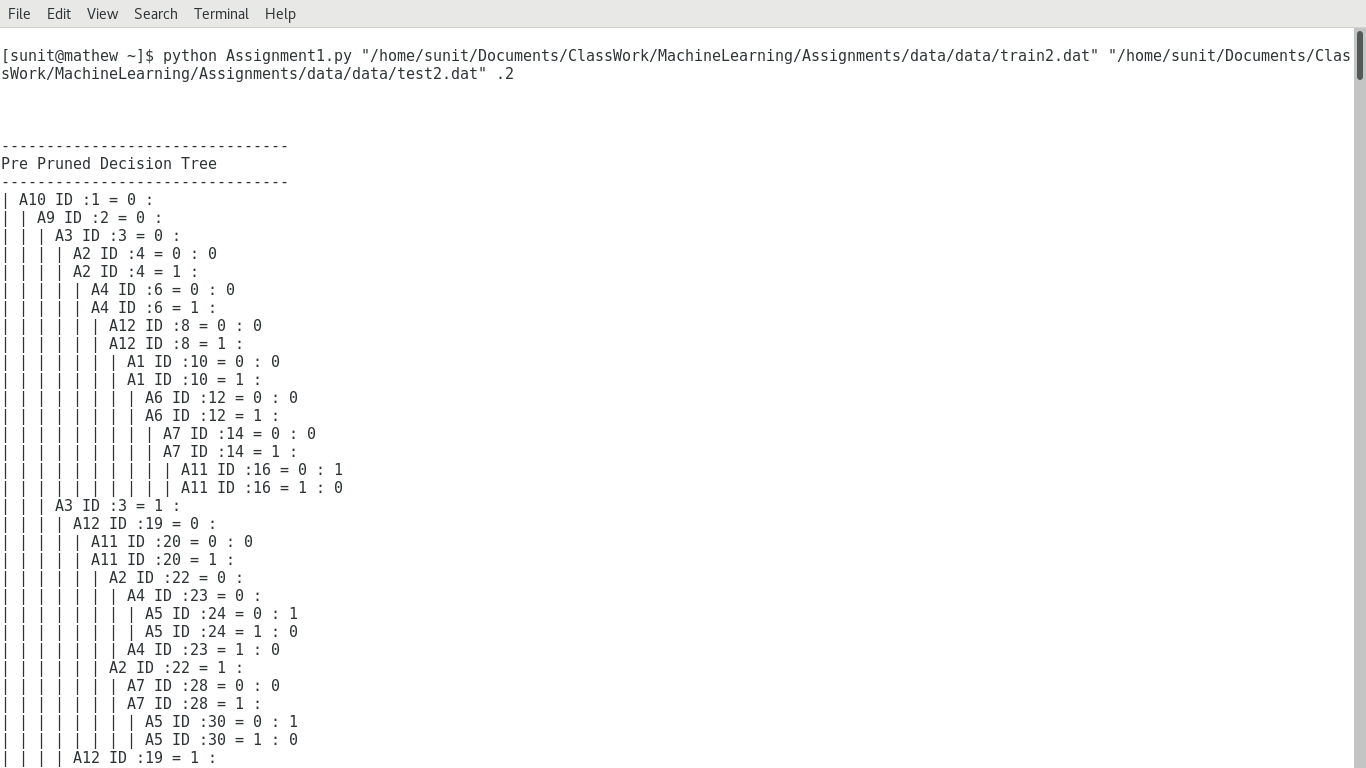 File Edit View Search Terminal Help
[sunit@mathew ~]$ python Assignment1.py "/home/sunit/Documents/ClassWork/MachineLearning/Assignments/data/data/train2.dat" "/home/sunit/Documents/Clas
sWork/MachineLearning/Assignments/data/data/test2.dat" .2
--------------------------------
Pre Pruned Decision Tree
--------------------------------
| A10 ID :1 = 0 :
| | A9 ID :2 = 0 :
| | | A3 ID :3 = 0 :
| | | | A2 ID :4 = 0 : 0
| | | | A2 ID :4 = 1 :
| | | | | A4 ID :6 = 0 : 0
| | | | | A4 ID :6 = 1 :
| | | | | | A12 ID :8 = 0 : 0
| | | | | | A12 ID :8 = 1 :
| | | | | | | A1 ID :10 = 0 : 0
| | | | | | | A1 ID :10 = 1 :
| | | | | | | | A6 ID :12 = 0 : 0
| | | | | | | | A6 ID :12 = 1 :
| | | | | | | | | A7 ID :14 = 0 : 0
| | | | | | | | | A7 ID :14 = 1 :
| | | | | | | | | | A11 ID :16 = 0 : 1
| | | | | | | | | | A11 ID :16 = 1 : 0
| | | A3 ID :3 = 1 :
| | | | A12 ID :19 = 0 :
| | | | | A11 ID :20 = 0 : 0
| | | | | A11 ID :20 = 1 :
| | | | | | A2 ID :22 = 0 :
| | | | | | | A4 ID :23 = 0 :
| | | | | | | | A5 ID :24 = 0 : 1
| | | | | | | | A5 ID :24 = 1 : 0
| | | | | | | A4 ID :23 = 1 : 0
| | | | | | A2 ID :22 = 1 :
| | | | | | | A7 ID :28 = 0 : 0
| | | | | | | A7 ID :28 = 1 :
| | | | | | | | A5 ID :30 = 0 : 1
| | | | | | | | A5 ID :30 = 1 : 0
| | | | A12 ID :19 = 1 :